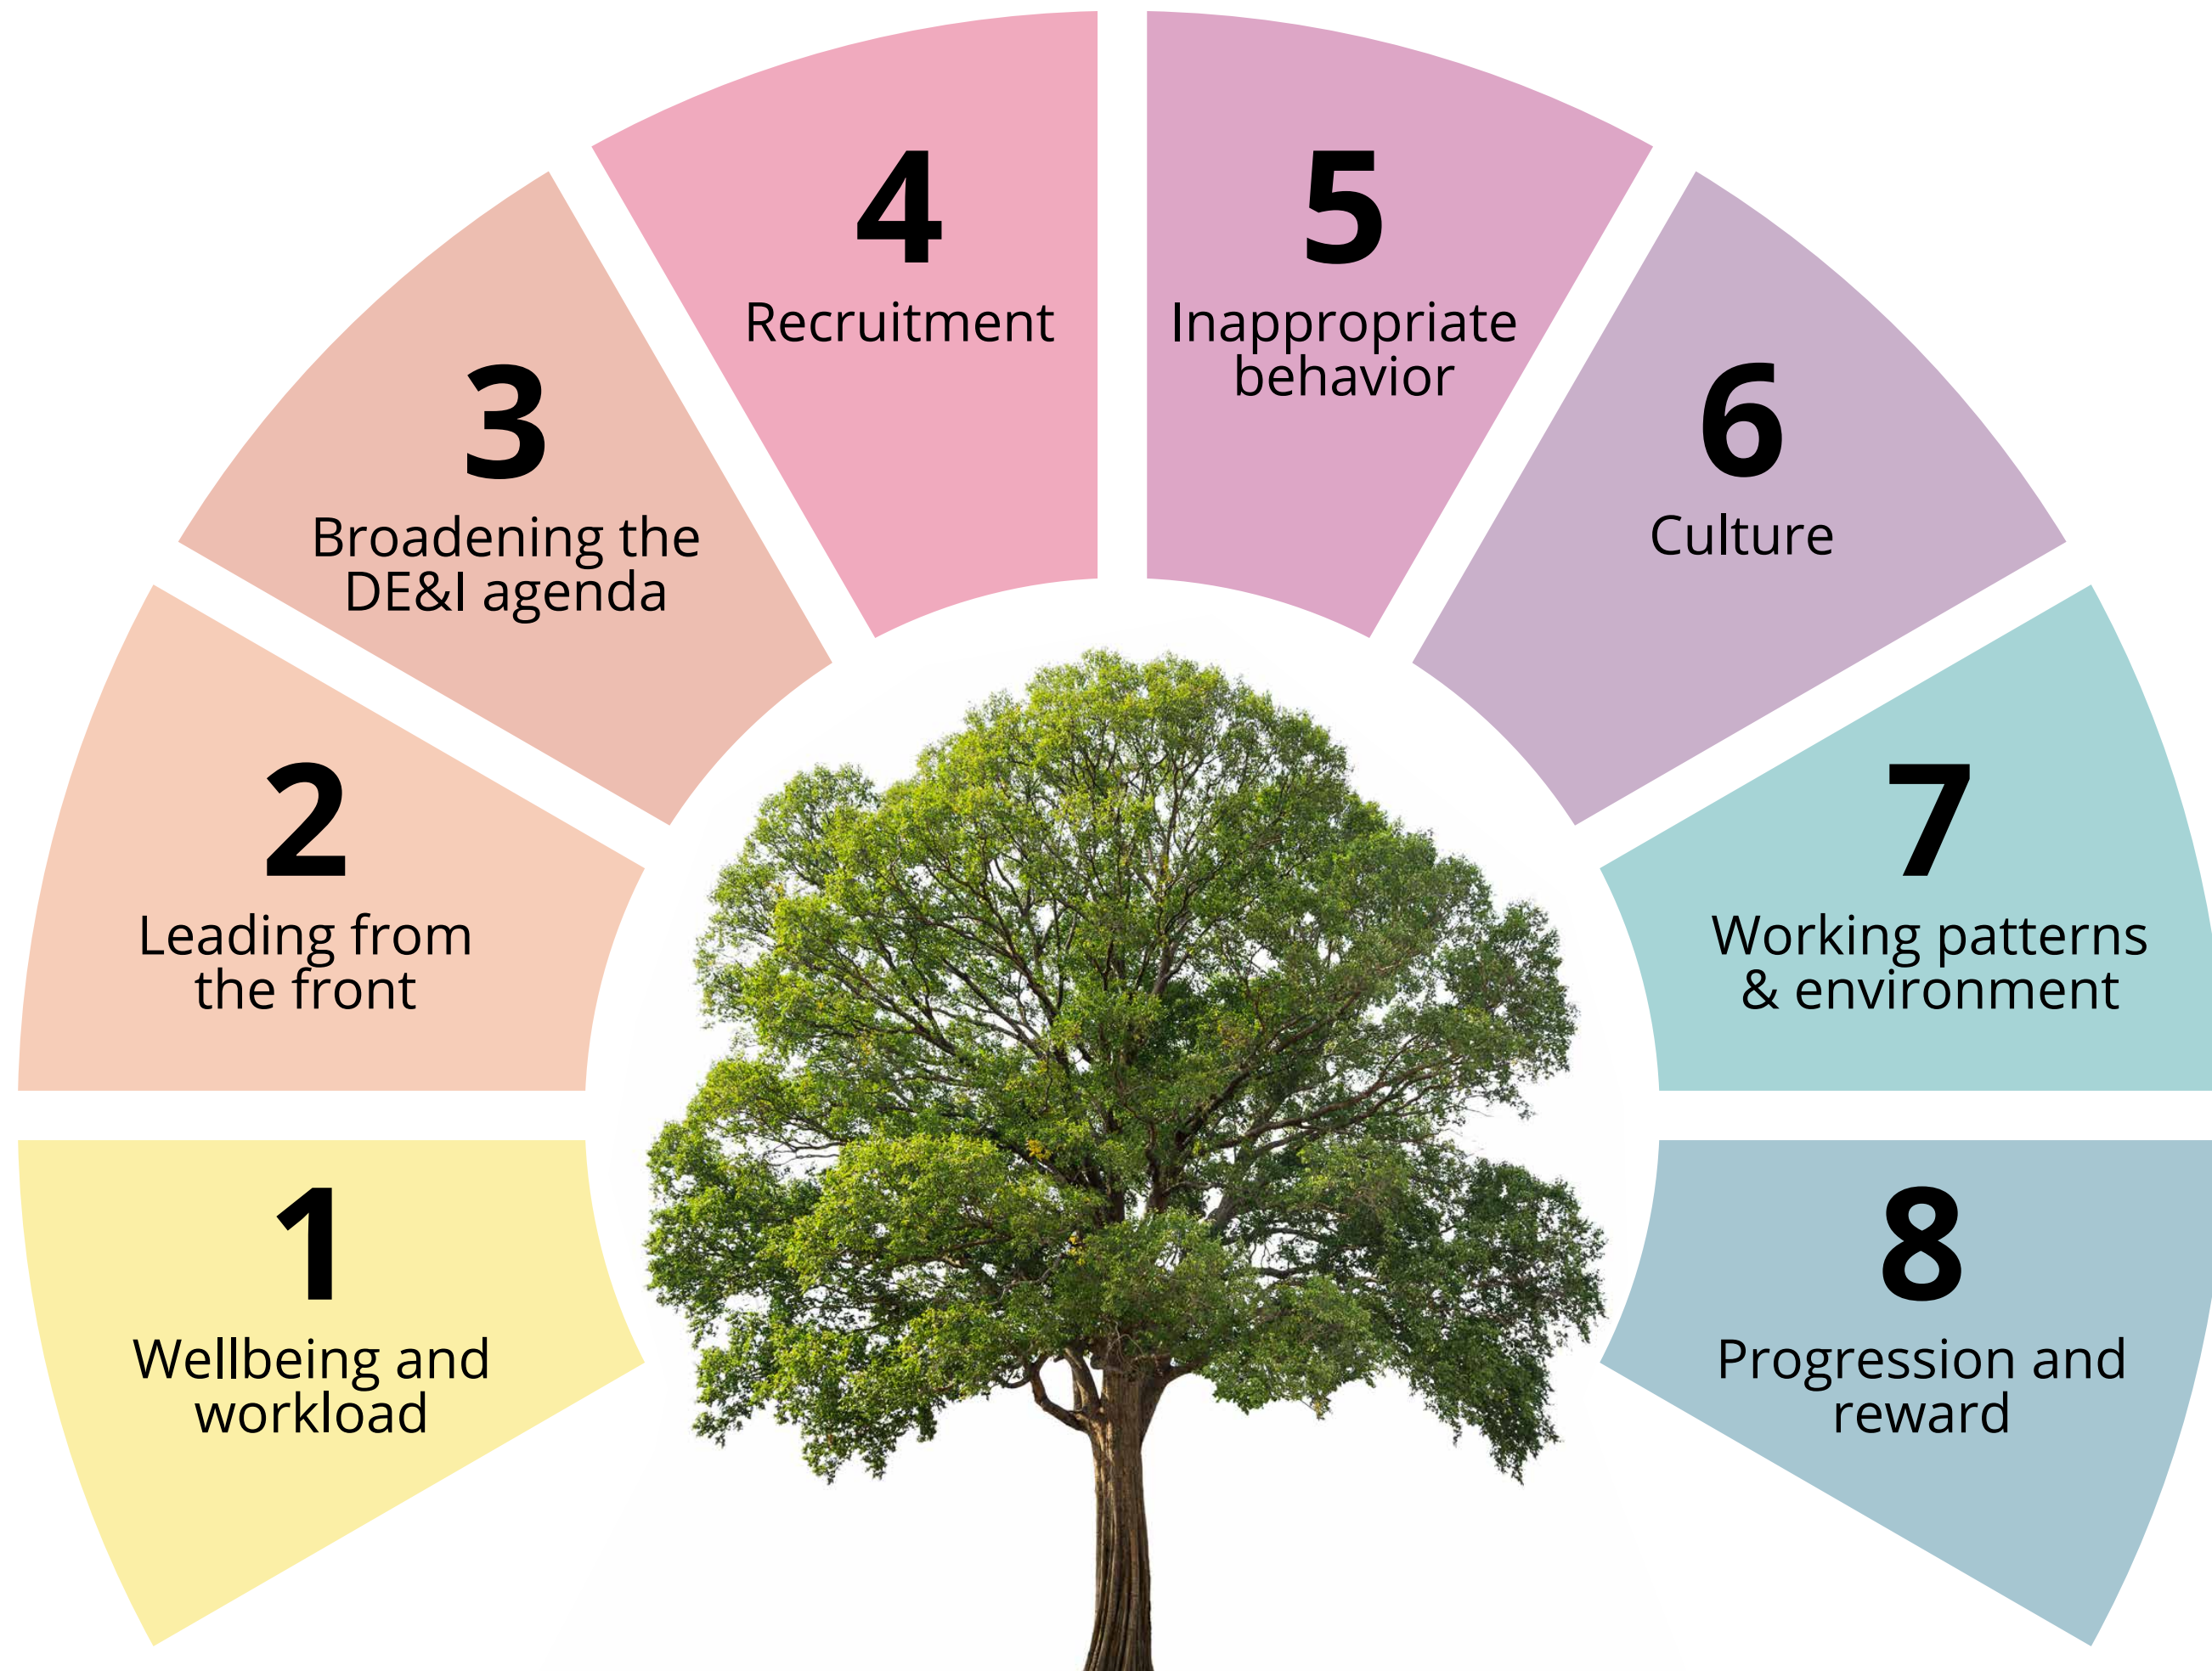 1
Wellbeing and
workload
2
Leading from
the front
3
Broadening the
DE&I agenda
4
Recruitment
5
Inappropriate
behavior
6
Culture
7
Working patterns
& environment
8
Progression and
reward